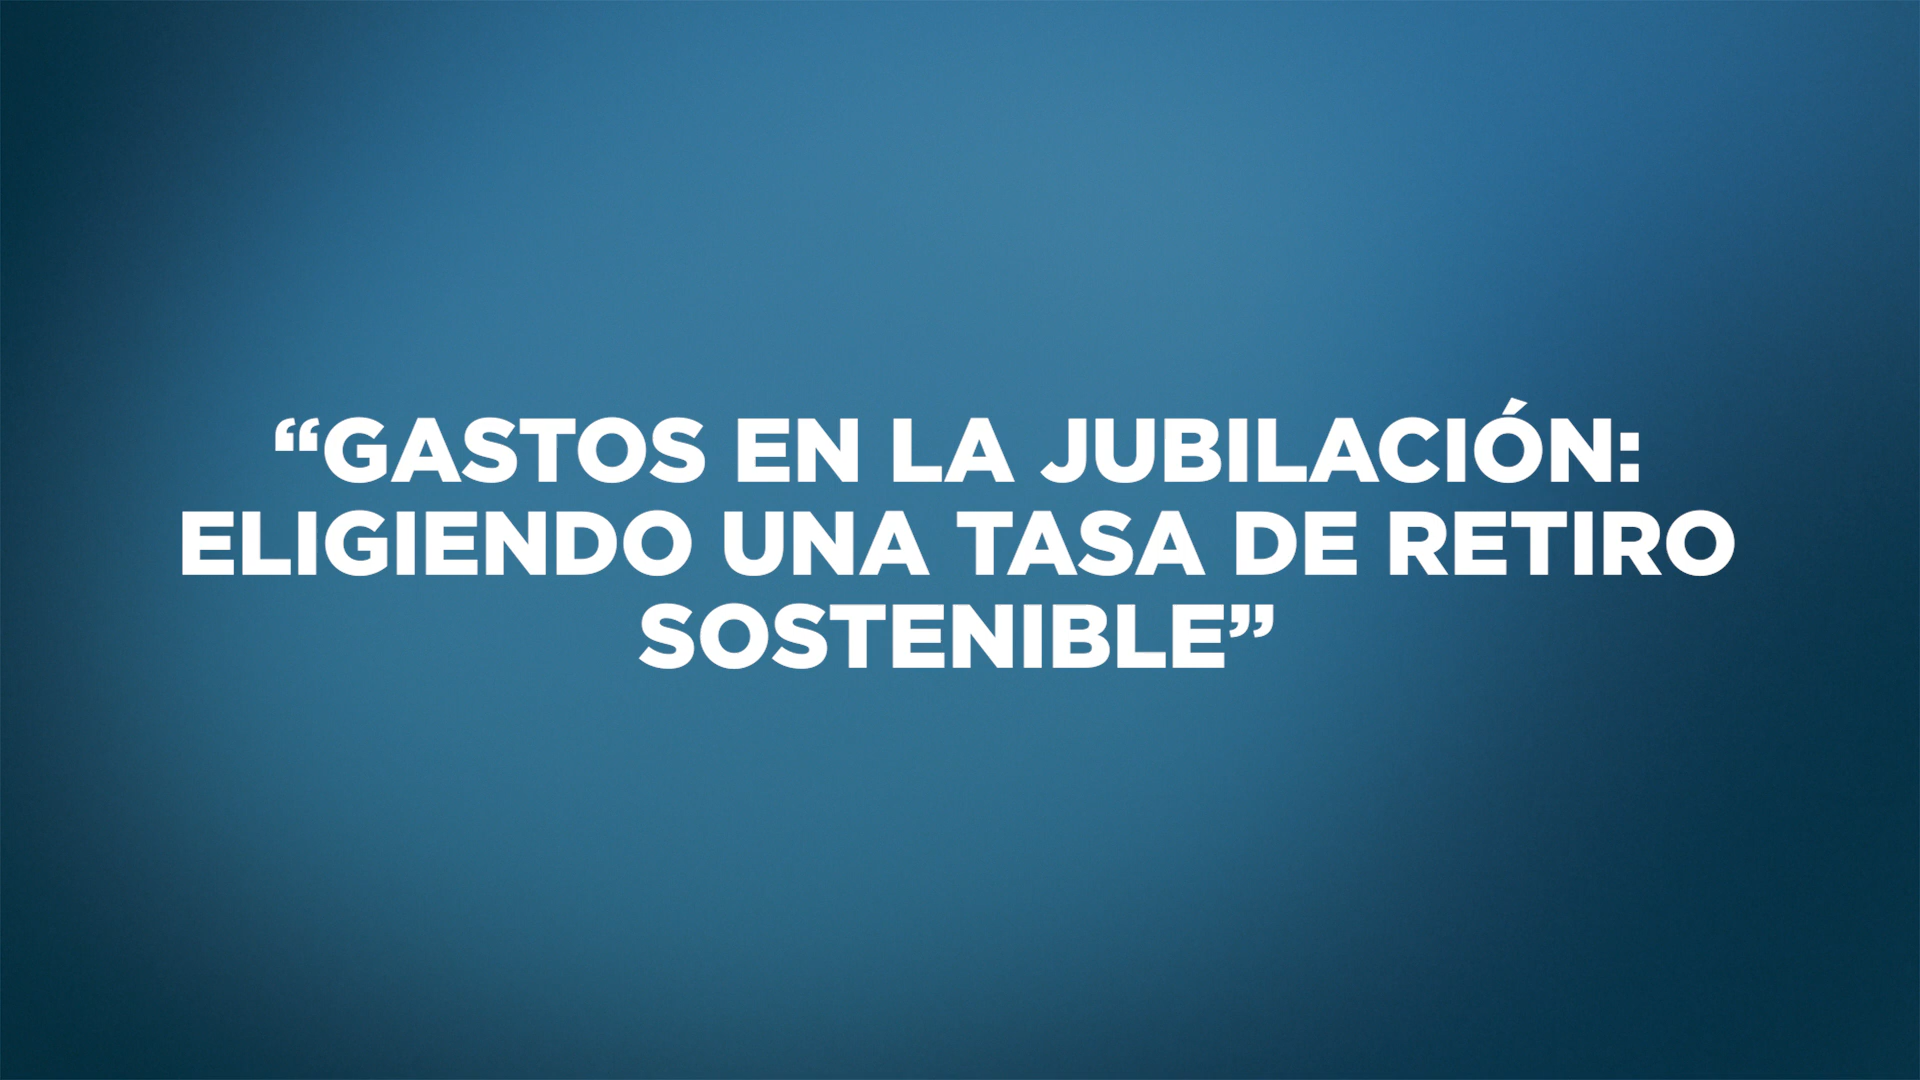 “GASTOS EN LA JUBILACIÓN:
ELIGIENDO UNA TASA DE RETIRO
SOSTENIBLE”